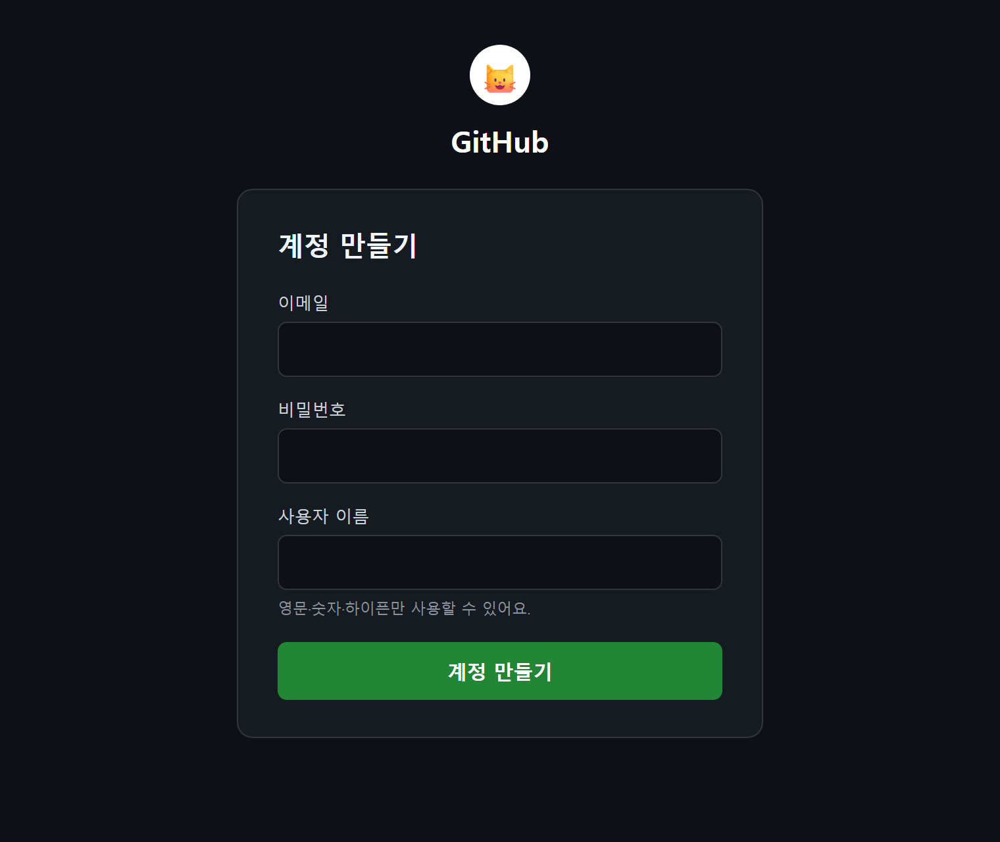 GitHub
계정 만들기
이메일
비밀번호
사용자 이름
영문·숫자·하이픈만 사용할 수 있어요.
계정 만들기